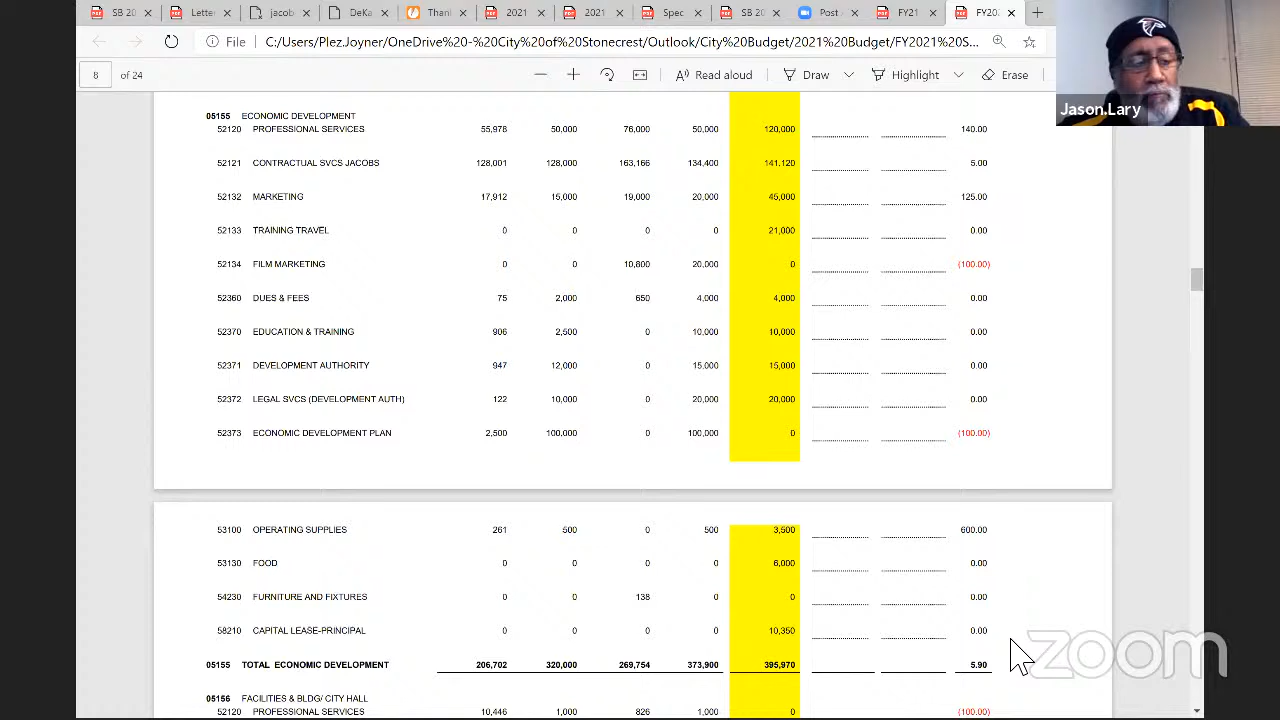 SB 20
Letter
jacob
Thank
202
202
Spec
SB 20
Post
FY21
FY202
File C:/Users/Plez.Joyner/OneDrive%20-%20City%20of%20Stonecrest/Outlook/City%20Budget/2021%20Budget/FY2021%20S...
8 of 24 Read aloud Draw Highlight Erase
Jason.Lary
05155 ECONOMIC DEVELOPMENT
52120 PROFESSIONAL SERVICES 55,978 50,000 76,000 50,000 120,000 140.00
52121 CONTRACTUAL SVCS JACOBS 128,001 128,000 163,166 134,400 141,120 5.00
52132 MARKETING 17,912 15,000 19,000 20,000 45,000 125.00
52133 TRAINING TRAVEL 0 0 0 0 21,000 0.00
52134 FILM MARKETING 0 0 10,800 20,000 0 (100.00)
52360 DUES & FEES 75 2,000 650 4,000 4,000 0.00
52370 EDUCATION & TRAINING 906 2,500 0 10,000 10,000 0.00
52371 DEVELOPMENT AUTHORITY 947 12,000 0 15,000 15,000 0.00
52372 LEGAL SVCS (DEVELOPMENT AUTH) 122 10,000 0 20,000 20,000 0.00
52373 ECONOMIC DEVELOPMENT PLAN 2,500 100,000 0 100,000 0 (100.00)
53100 OPERATING SUPPLIES 261 500 0 500 3,500 600.00
53130 FOOD 0 0 0 0 6,000 0.00
54230 FURNITURE AND FIXTURES 0 0 138 0 0 0.00
58210 CAPITAL LEASE-PRINCIPAL 0 0 0 0 10,350 0.00
05155 TOTAL ECONOMIC DEVELOPMENT 206,702 320,000 269,754 373,900 395,970 5.90
05156 FACILITIES & BLDG/ CITY HALL
52120 PROFESSIONAL SERVICES 10,446 1,000 826 1,000 0 (100.00)
zoom